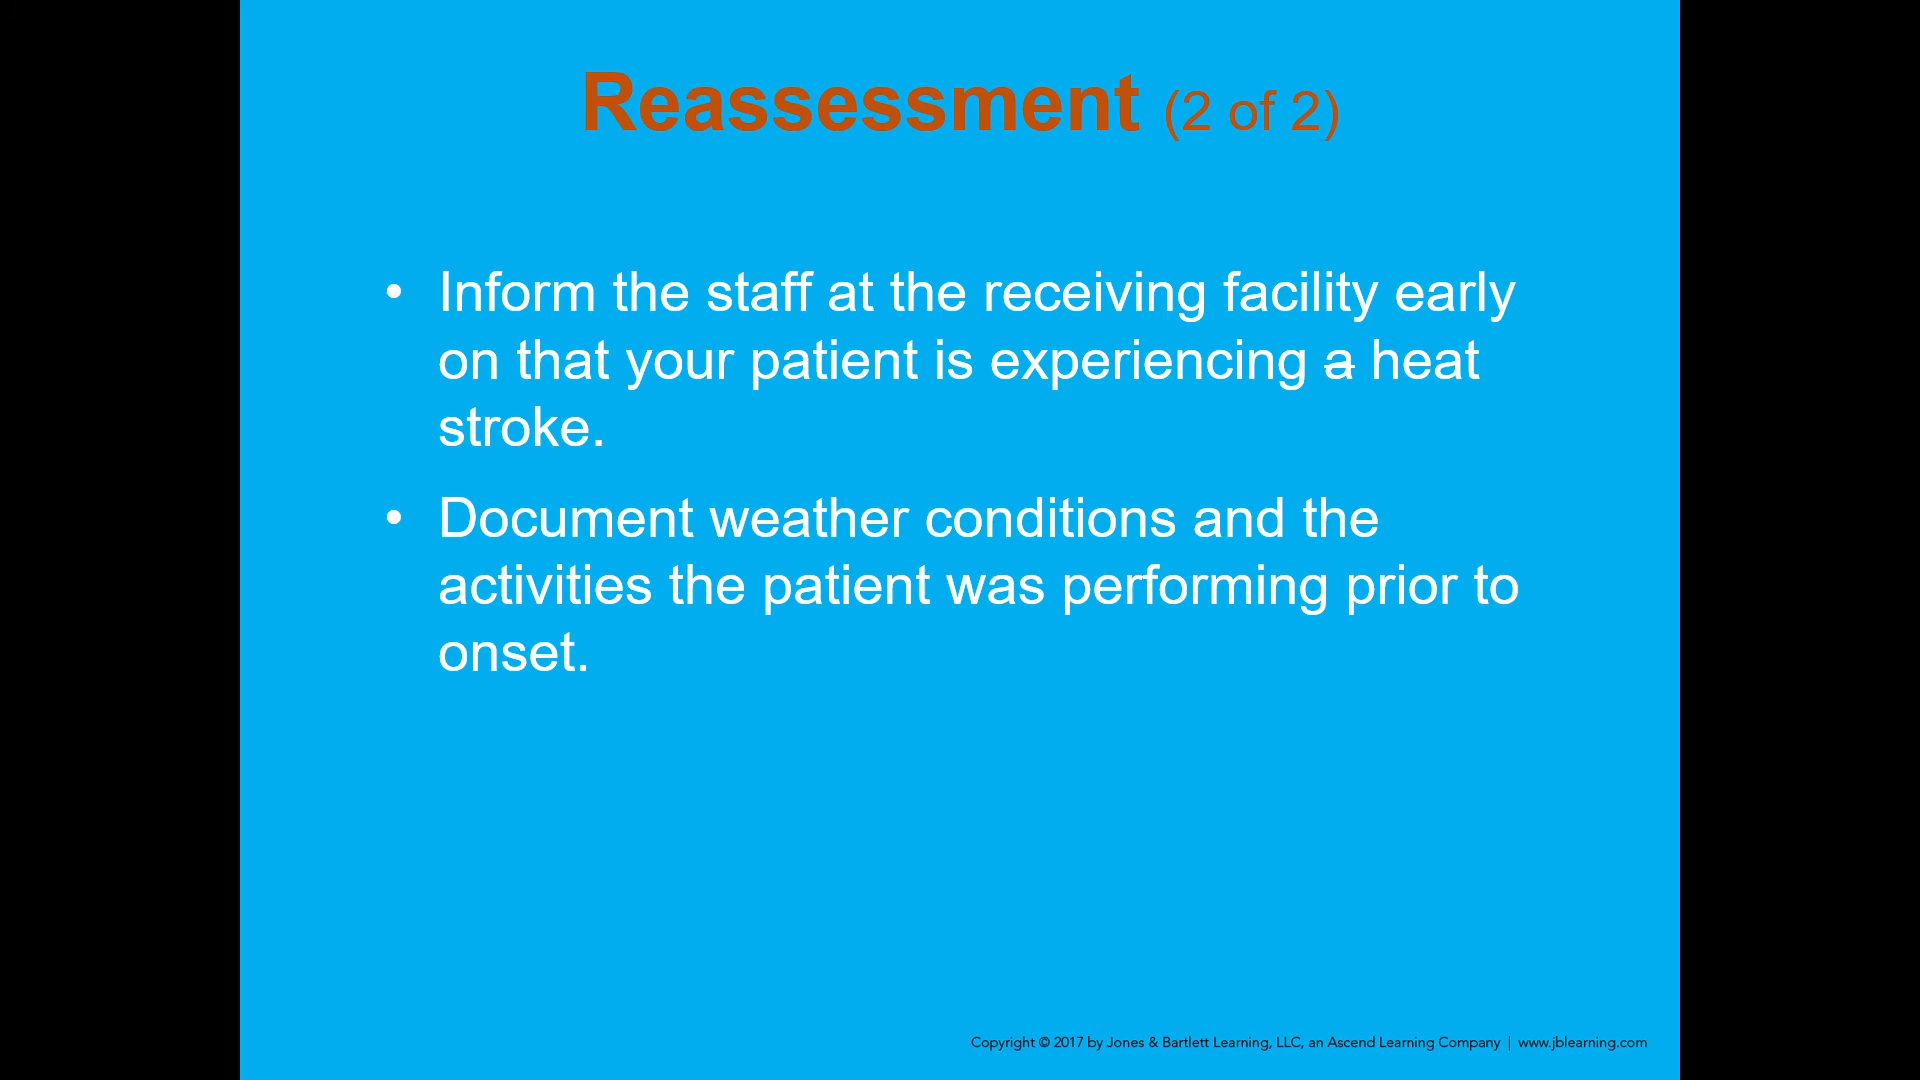 Reassessment (2 of 2)
• Inform the staff at the receiving facility early
on that your patient is experiencing a heat
stroke.
• Document weather conditions and the
activities the patient was performing prior to
onset.
Copyright © 2017 by Jones & Bartlett Learning, LLC, an Ascend Learning Company | www.jblearning.com